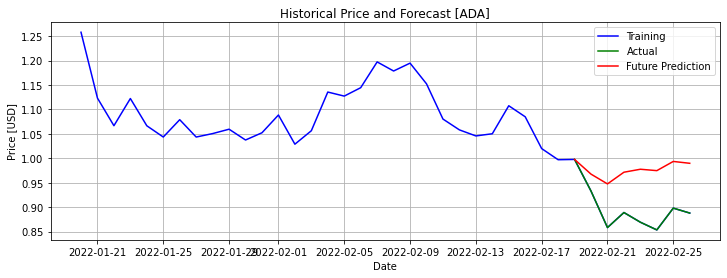 Historical Price and Forecast [ADA]
Training
Actual
Future Prediction
Price [USD]
1.25
1.20
1.15
1.10
1.05
1.00
0.95
0.90
0.85
2022-01-21 2022-01-25 2022-01-29 2022-02-01 2022-02-05 2022-02-09 2022-02-13 2022-02-17 2022-02-21 2022-02-25
Date